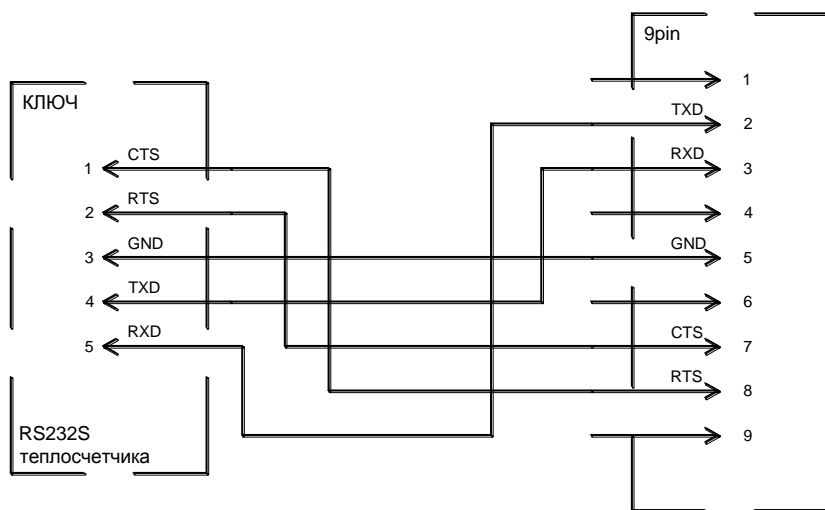 КЛЮЧ
1 CTS
2 RTS
3 GND
4 TXD
5 RXD
RS232S
теплосчетчика
9pin
1
TXD 2
RXD 3
4
GND 5
6
CTS 7
RTS 8
9